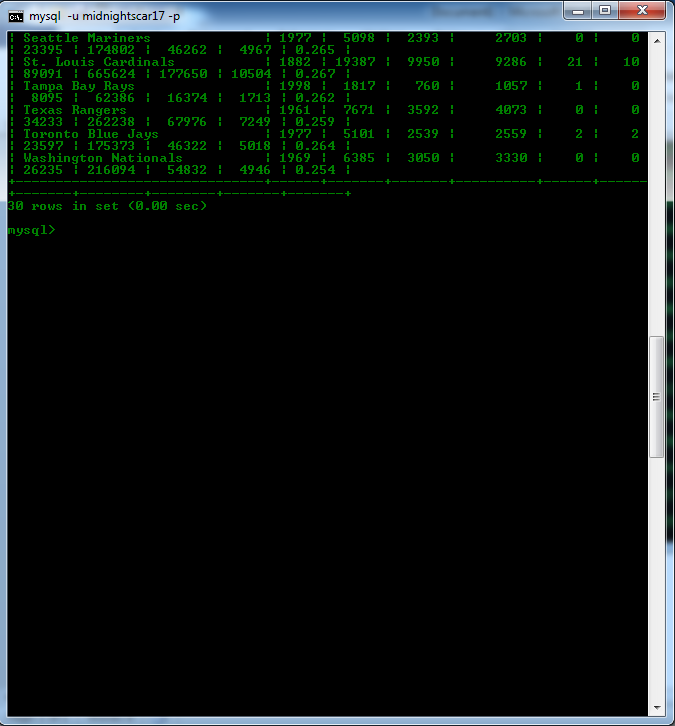 mysql -u midnightscar17 -p
| Seattle Mariners | 1977 | 5098 | 2393 | 2703 | 0 | 0
| 23395 | 174802 | 46262 | 4967 | 0.265 |
| St. Louis Cardinals | 1882 | 19387 | 9950 | 9286 | 21 | 10
| 89091 | 665624 | 177650 | 10504 | 0.267 |
| Tampa Bay Rays | 1998 | 1817 | 760 | 1057 | 1 | 0
| 8095 | 62386 | 16374 | 1713 | 0.262 |
| Texas Rangers | 1961 | 7671 | 3592 | 4073 | 0 | 0
| 34233 | 262238 | 67976 | 7249 | 0.259 |
| Toronto Blue Jays | 1977 | 5101 | 2539 | 2559 | 2 | 2
| 23597 | 175373 | 46322 | 5018 | 0.264 |
| Washington Nationals | 1969 | 6385 | 3050 | 3330 | 0 | 0
| 26235 | 216094 | 54832 | 4946 | 0.254 |
+--------------------------------+------+-------+-------+------------+------+------
+--------+--------+--------+-------+-------+
30 rows in set (0.00 sec)
mysql>